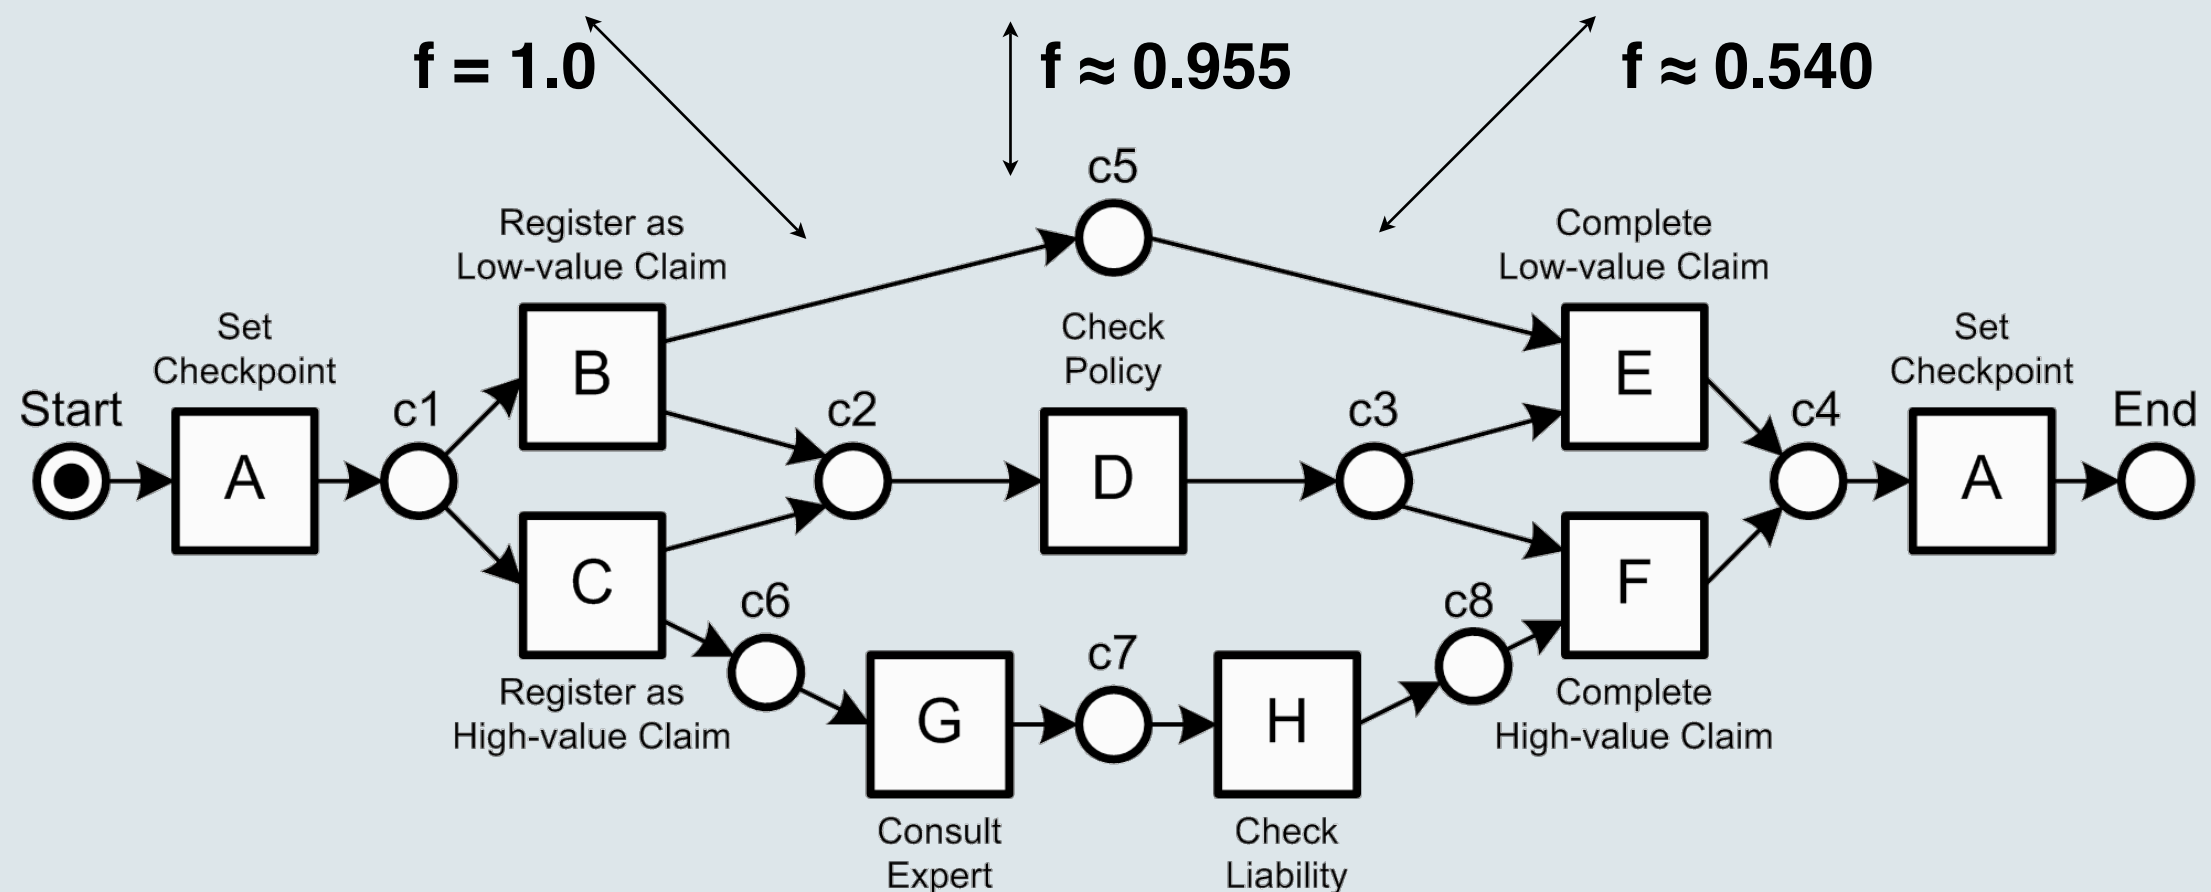 f = 1.0
f ≈ 0.955
f ≈ 0.540
c5
Register as
Low-value Claim
Complete
Low-value Claim
Set
Checkpoint
Check
Policy
Set
Checkpoint
Start
c1
B
c2
c3
E
c4
End
A
D
A
C
F
c6
c8
c7
Register as
High-value Claim
G
H
Complete
High-value Claim
Consult
Expert
Check
Liability